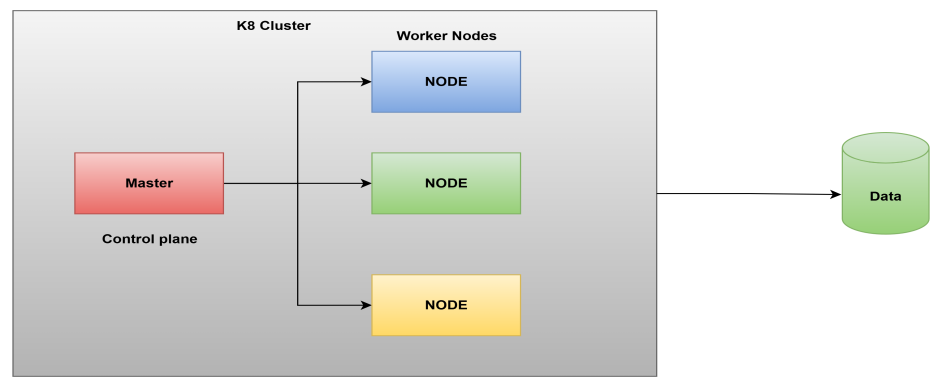 K8 Cluster
Worker Nodes
NODE
Master
NODE
Data
Control plane
NODE